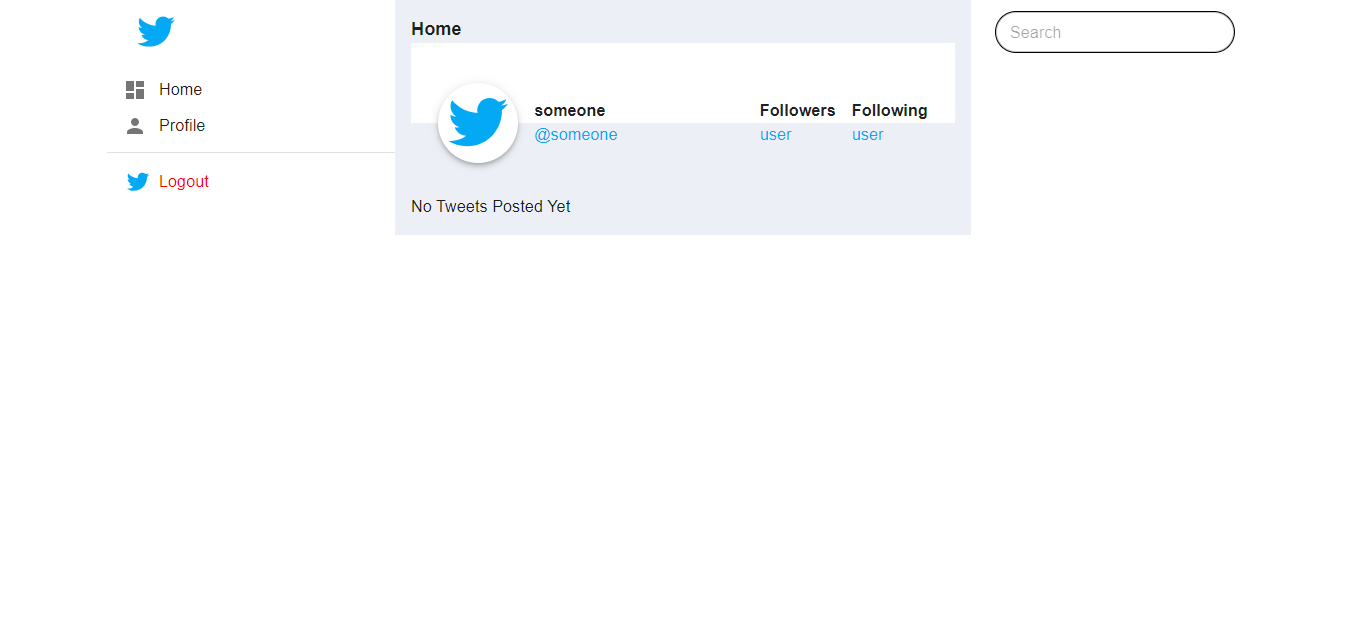 Home
Profile
Logout
Home
someone
@someone
Followers
user
Following
user
No Tweets Posted Yet
Search